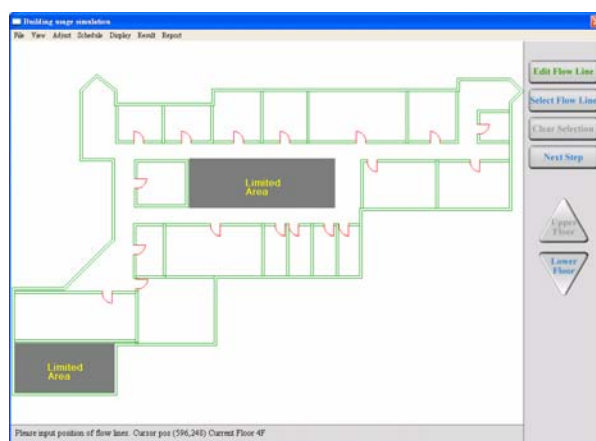 Building usage simulation
File View Adjust Schedule Display Result Report
Edit Flow Line
Select Flow Line
Clear Selection
Next Step
Limited
Area
Upper
Floor
Lower
Floor
Limited
Area
Please input position of flow lines. Cursor pos (596,248) Current Floor 4F